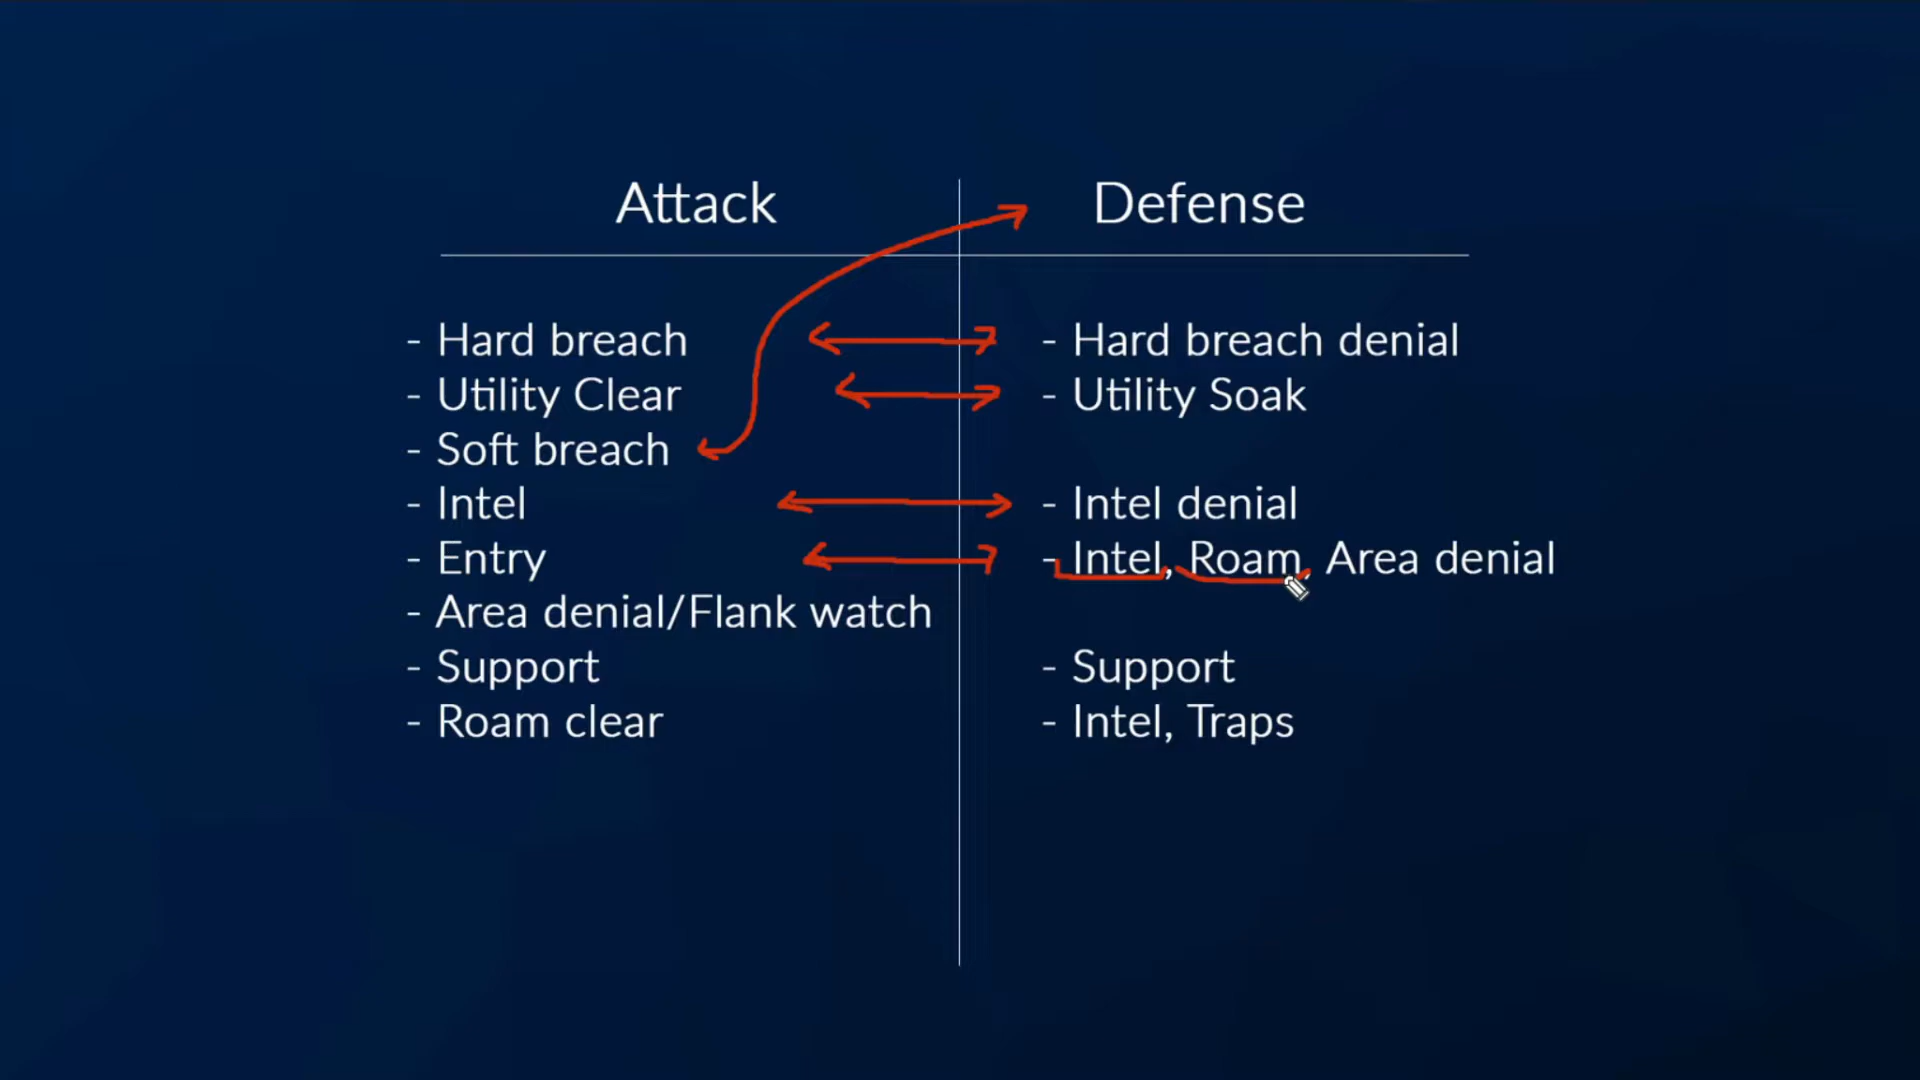 Attack
Defense
- Hard breach
- Utility Clear
- Soft breach
- Intel
- Entry
- Area denial/Flank watch
- Support
- Roam clear
- Hard breach denial
- Utility Soak
- Intel denial
- Intel, Roam, Area denial
- Support
- Intel, Traps